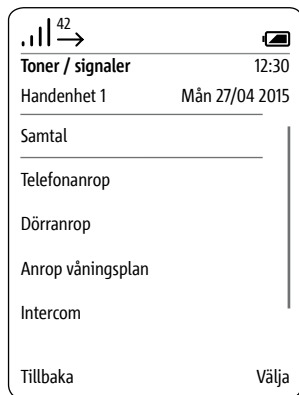 42
Toner / signaler 12:30
Handenhet 1 Mån 27/04 2015
Samtal
Telefonanrop
Dörranrop
Anrop våningsplan
Intercom
Tillbaka Välja